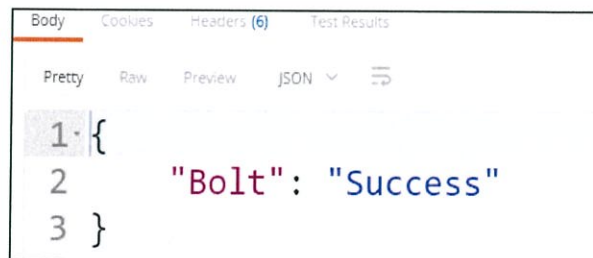 Body Cookies Headers (6) Test Results
Pretty Raw Preview JSON
1 {
2 "Bolt": "Success"
3 }